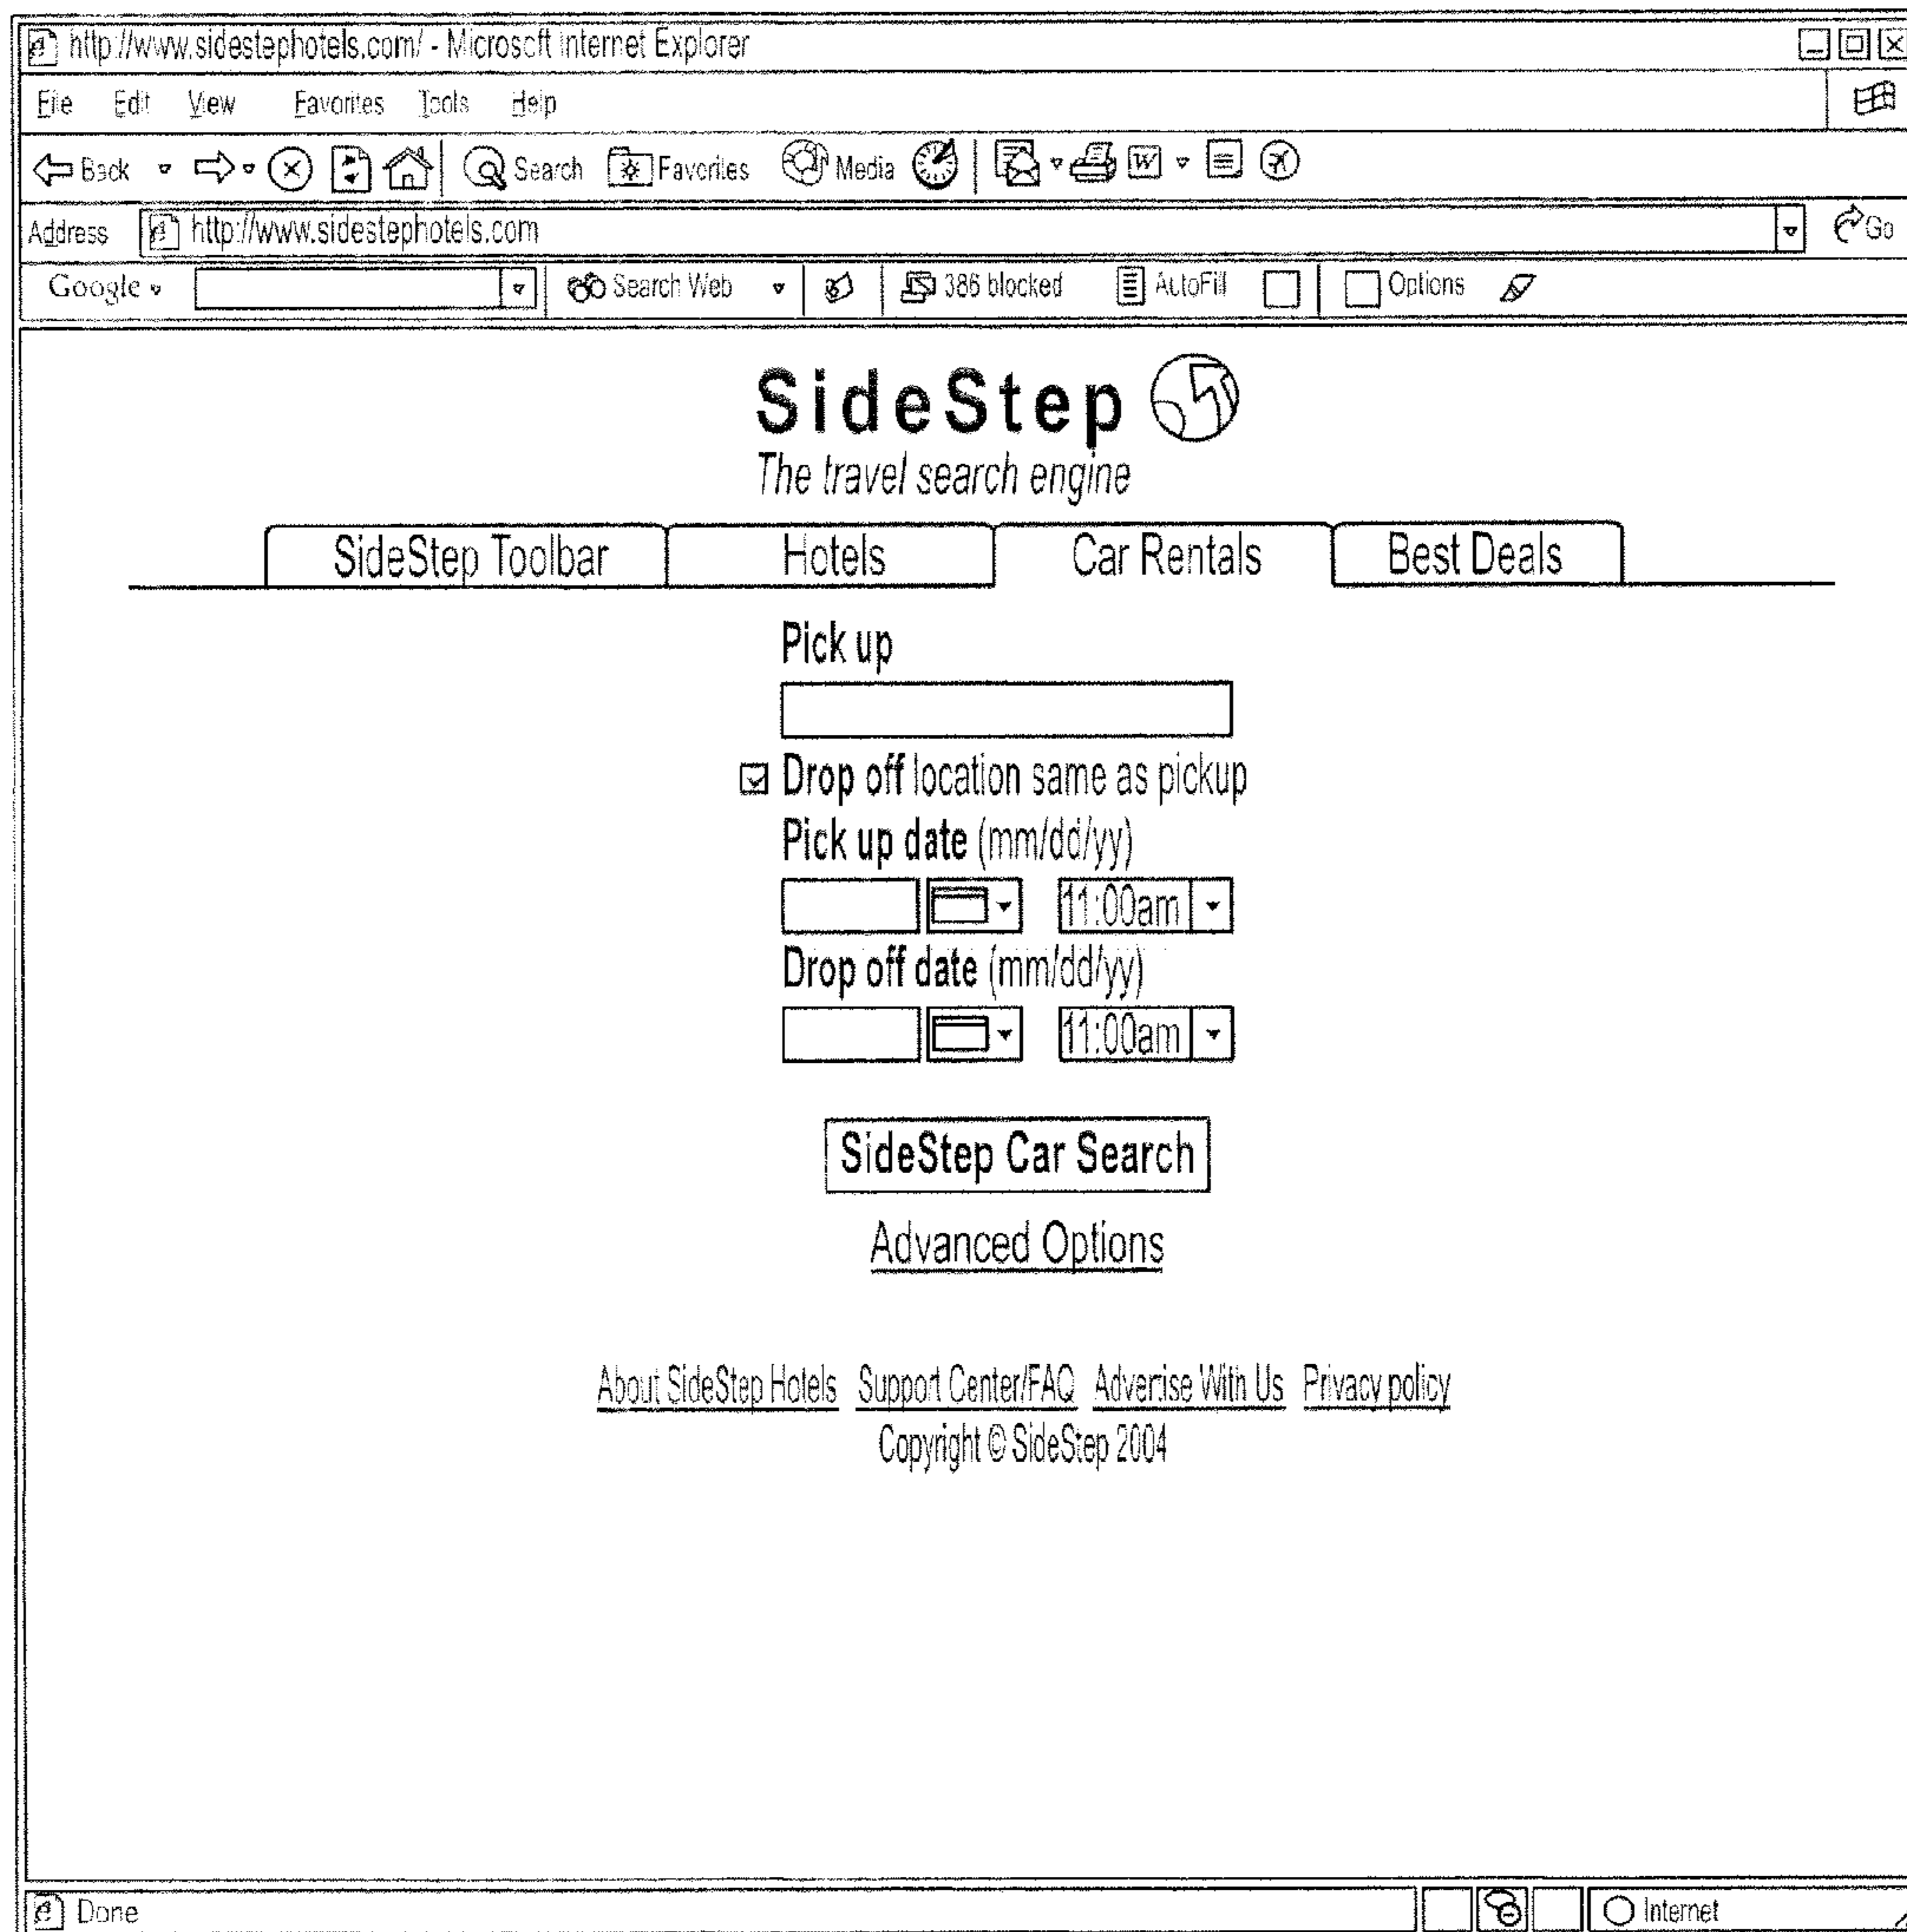 http://www.sidestephotels.com/ - Microsoft Internet Explorer
File Edit View Favorites Tools Help
Back Search Favorites Media W
Address http://www.sidestephotels.com Go
Google Search Web 386 blocked AutoFill Options
SideStep
The travel search engine
SideStep Toolbar Hotels Car Rentals Best Deals
Pick up
Drop off location same as pickup
Pick up date (mm/dd/yy)
11:00am
Drop off date (mm/dd/yy)
11:00am
SideStep Car Search
Advanced Options
About SideStep Hotels Support Center/FAQ Advertise With Us Privacy policy
Copyright © SideStep 2004
Done Internet